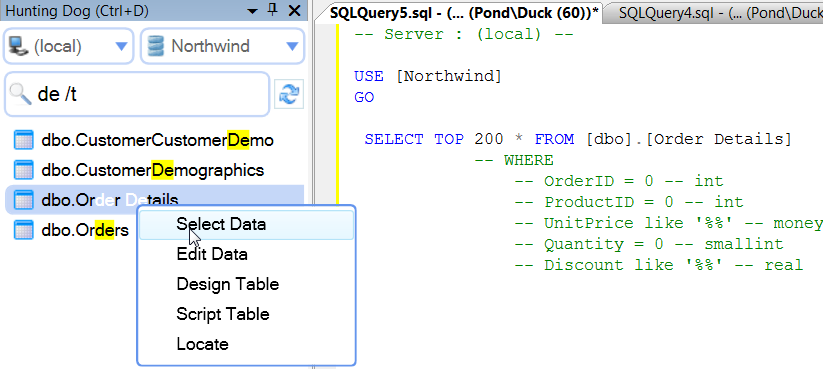 Hunting Dog (Ctrl+D)
(local)
Northwind
de /t
dbo.CustomerCustomerDemo
dbo.CustomerDemographics
dbo.Order Details
dbo.Orders
Select Data
Edit Data
Design Table
Script Table
Locate
SQLQuery5.sql - (... (Pond\Duck (60))*
SQLQuery4.sql - (... (Pond\Duck
-- Server : (local) --
USE [Northwind]
GO
SELECT TOP 200 * FROM [dbo].[Order Details]
-- WHERE
-- OrderID = 0 -- int
-- ProductID = 0 -- int
-- UnitPrice like '%%' -- money
-- Quantity = 0 -- smallint
-- Discount like '%%' -- real